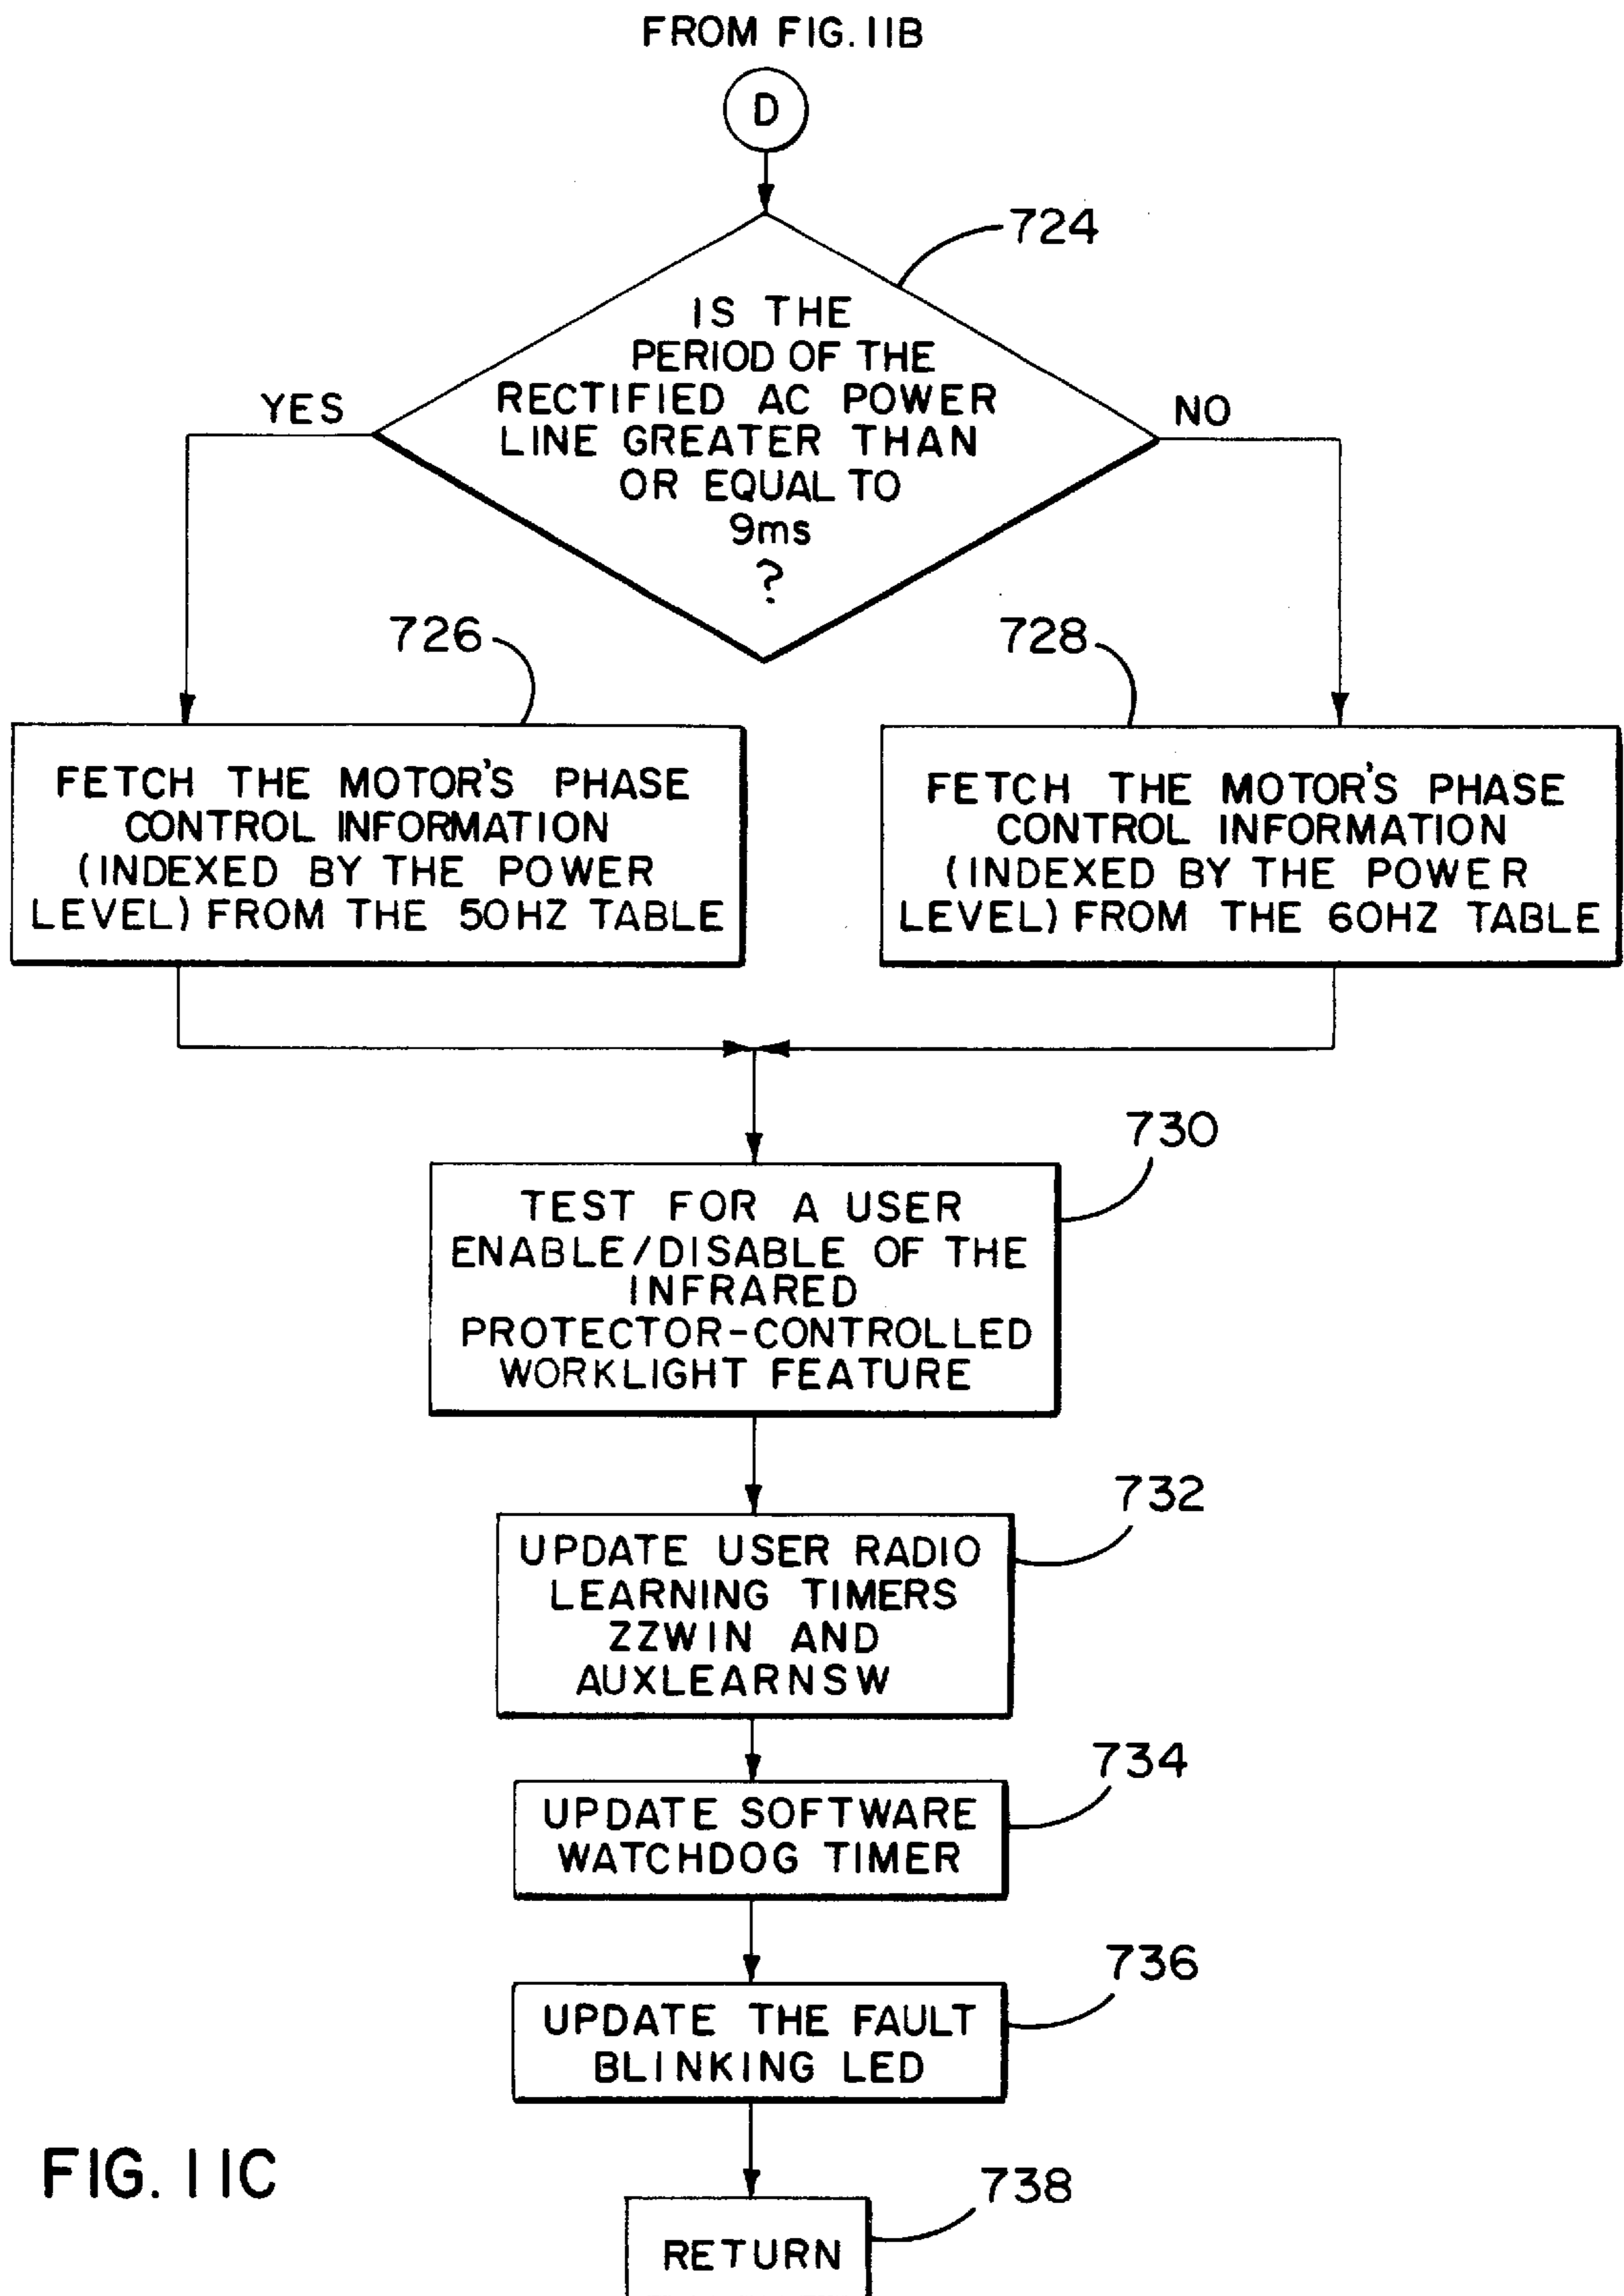 FROM FIG. 11B
D
724
IS THE
PERIOD OF THE
RECTIFIED AC POWER
LINE GREATER THAN
OR EQUAL TO
9ms
?
YES
NO
726
728
FETCH THE MOTOR'S PHASE
CONTROL INFORMATION
(INDEXED BY THE POWER
LEVEL) FROM THE 50HZ TABLE
FETCH THE MOTOR'S PHASE
CONTROL INFORMATION
(INDEXED BY THE POWER
LEVEL) FROM THE 60HZ TABLE
730
TEST FOR A USER
ENABLE/DISABLE OF THE
INFRARED
PROTECTOR-CONTROLLED
WORKLIGHT FEATURE
732
UPDATE USER RADIO
LEARNING TIMERS
ZZWIN AND
AUXLEARNSW
734
UPDATE SOFTWARE
WATCHDOG TIMER
736
UPDATE THE FAULT
BLINKING LED
738
RETURN
FIG. 11C